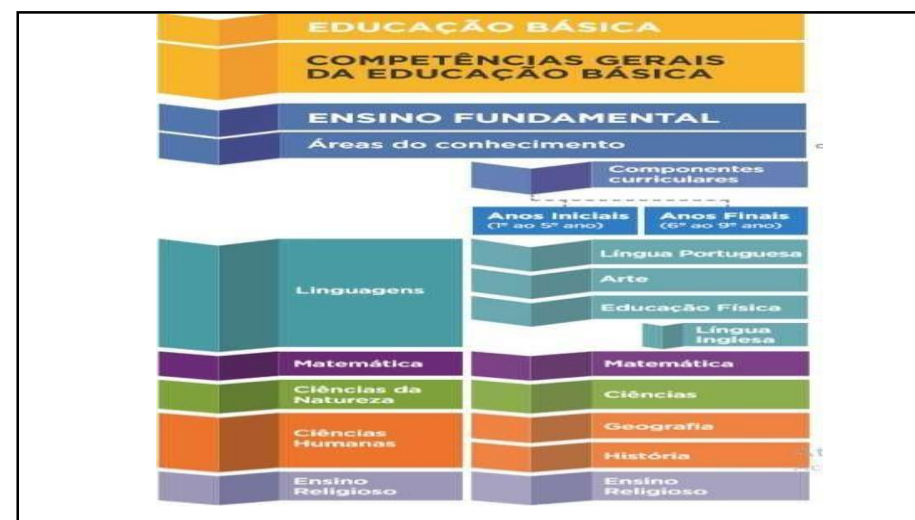 EDUCAÇÃO BÁSICA
COMPETÊNCIAS GERAIS
DA EDUCAÇÃO BÁSICA
ENSINO FUNDAMENTAL
Áreas do conhecimento
Componentes
curriculares
Anos Iniciais
(1º ao 5º ano)
Anos Finais
(6º ao 9º ano)
Linguagens
Língua Portuguesa
Arte
Educação Física
Língua
Inglesa
Matemática
Matemática
Ciências da
Natureza
Ciências
Ciências
Humanas
Geografia
História
Ensino
Religioso
Ensino
Religioso